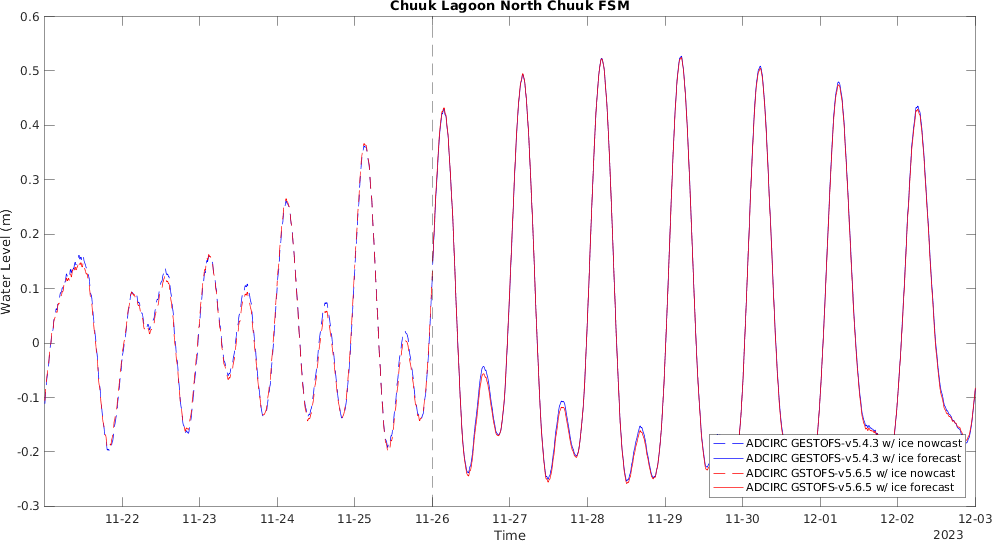 Chuuk Lagoon North Chuuk FSM
0.6
0.5
0.4
0.3
0.2
0.1
0
-0.1
-0.2
-0.3
Water Level (m)
ADCIRC GESTOFS-v5.4.3 w/ ice nowcast
ADCIRC GESTOFS-v5.4.3 w/ ice forecast
ADCIRC GSTOFS-v5.6.5 w/ ice nowcast
ADCIRC GSTOFS-v5.6.5 w/ ice forecast
11-22 11-23 11-24 11-25 11-26 11-27 11-28 11-29 11-30 12-01 12-02 12-03
Time
2023